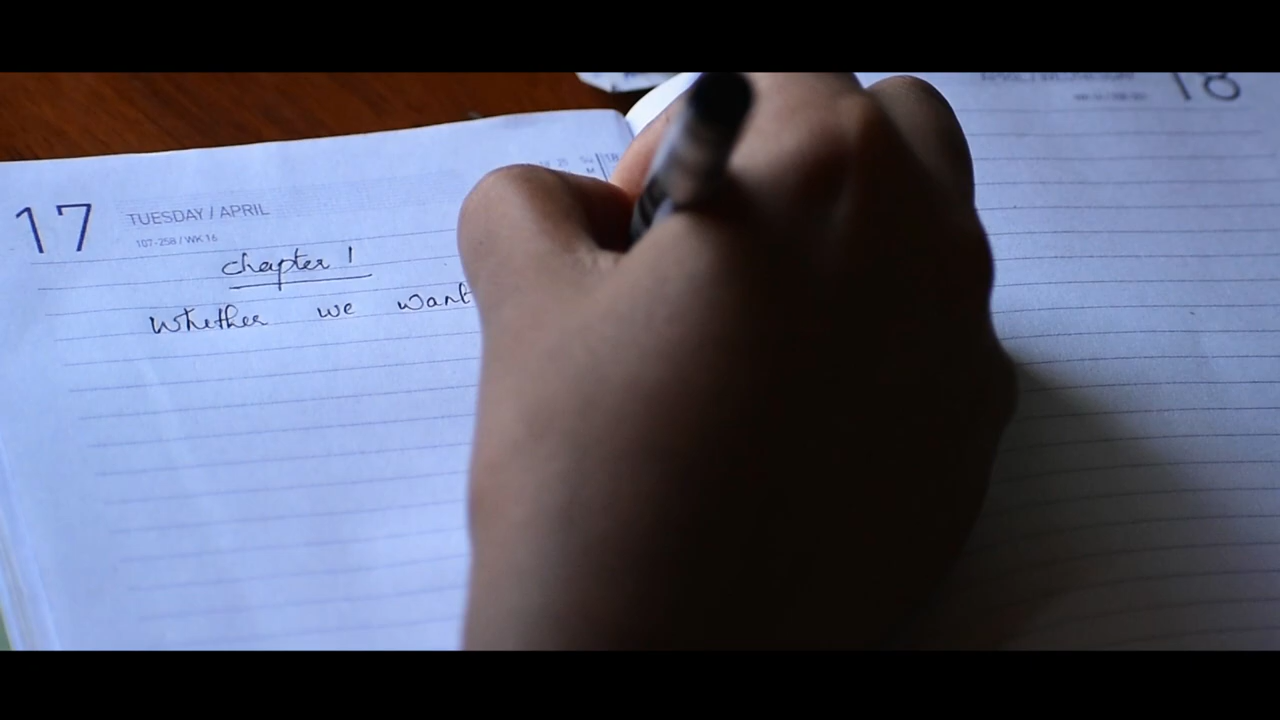 17 TUESDAY / APRIL
107-258 / WK 16
chapter 1
Whether we want
18